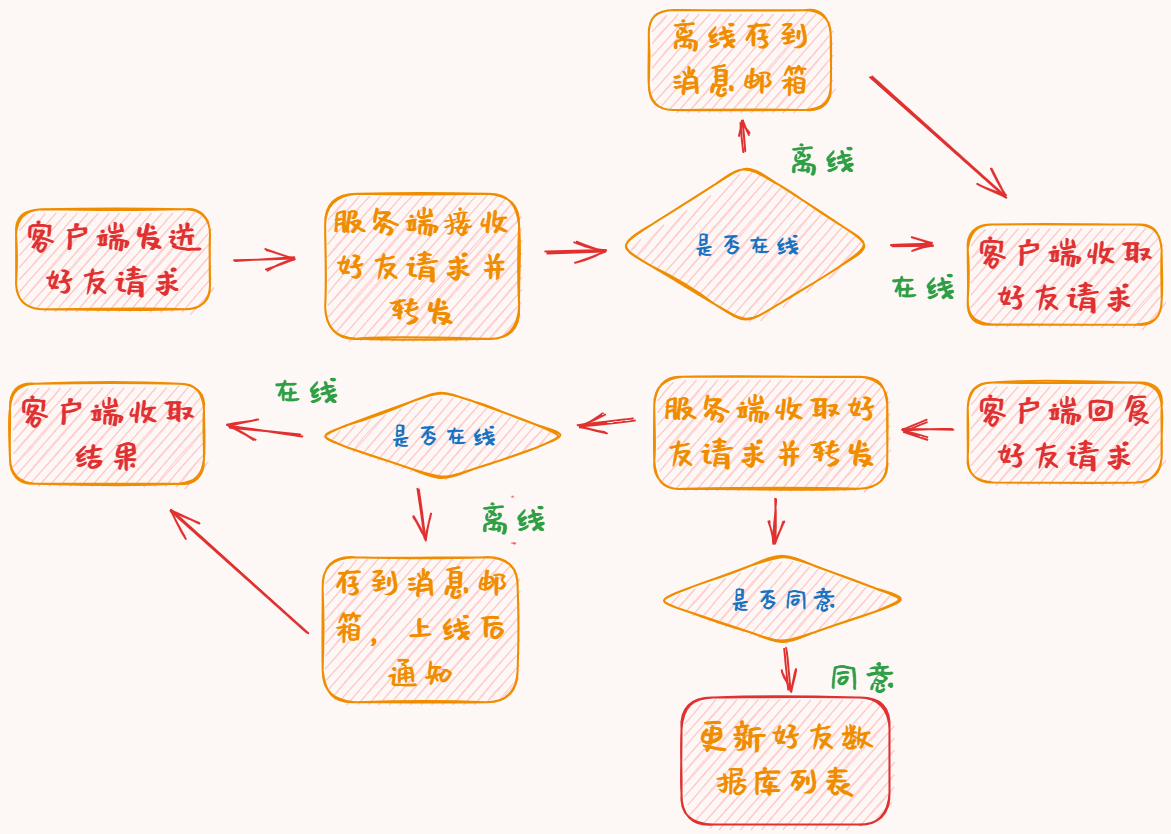 离线存到
消息邮箱
离线
客户端发送
好友请求
服务端接收
好友请求并
转发
是否在线
在线
客户端收取
好友请求
客户端收取
结果
在线
是否在线
服务端收取好
友请求并转发
客户端回复
好友请求
离线
存到消息邮
箱，上线后
通知
是否同意
同意
更新好友数
据库列表